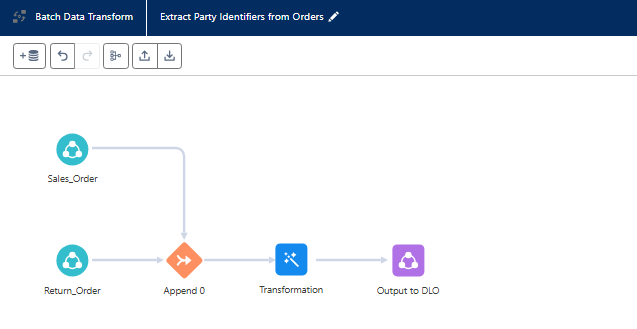 Batch Data Transform
Extract Party Identifiers from Orders
Sales_Order
Return_Order
Append 0
Transformation
Output to DLO